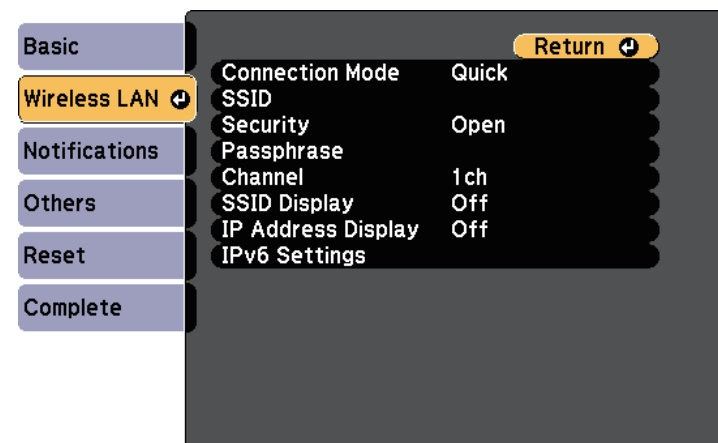 Basic
Wireless LAN
Notifications
Others
Reset
Complete
Return
Connection Mode Quick
SSID
Security Open
Passphrase
Channel 1ch
SSID Display Off
IP Address Display Off
IPv6 Settings